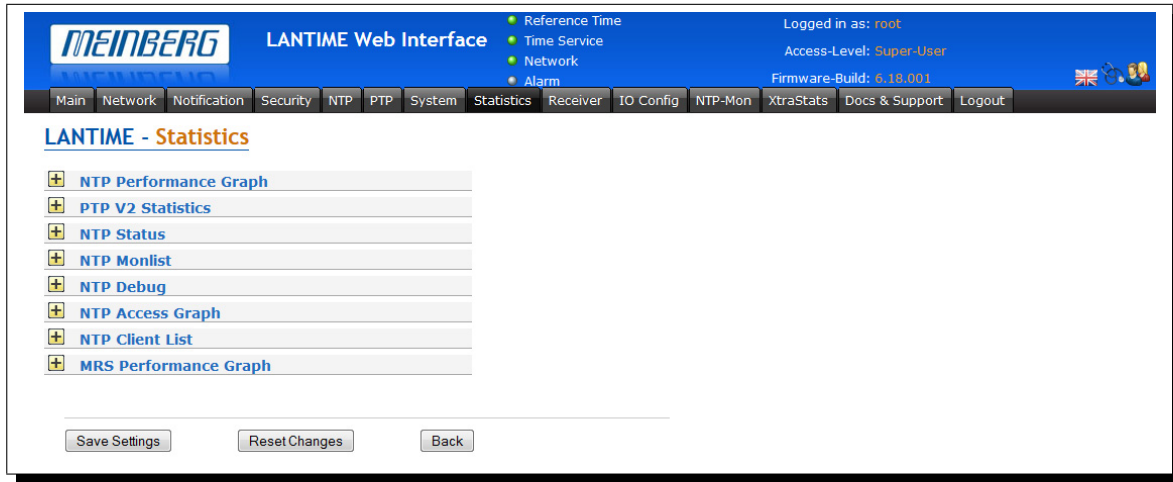 MEINBERG
LANTIME Web Interface
Reference Time
Time Service
Network
Alarm
Logged in as: root
Access-Level: Super-User
Firmware-Build: 6.18.001
Main Network Notification Security NTP PTP System Statistics Receiver IO Config NTP-Mon XtraStats Docs & Support Logout
LANTIME - Statistics
NTP Performance Graph
PTP V2 Statistics
NTP Status
NTP Monlist
NTP Debug
NTP Access Graph
NTP Client List
MRS Performance Graph
Save Settings Reset Changes Back